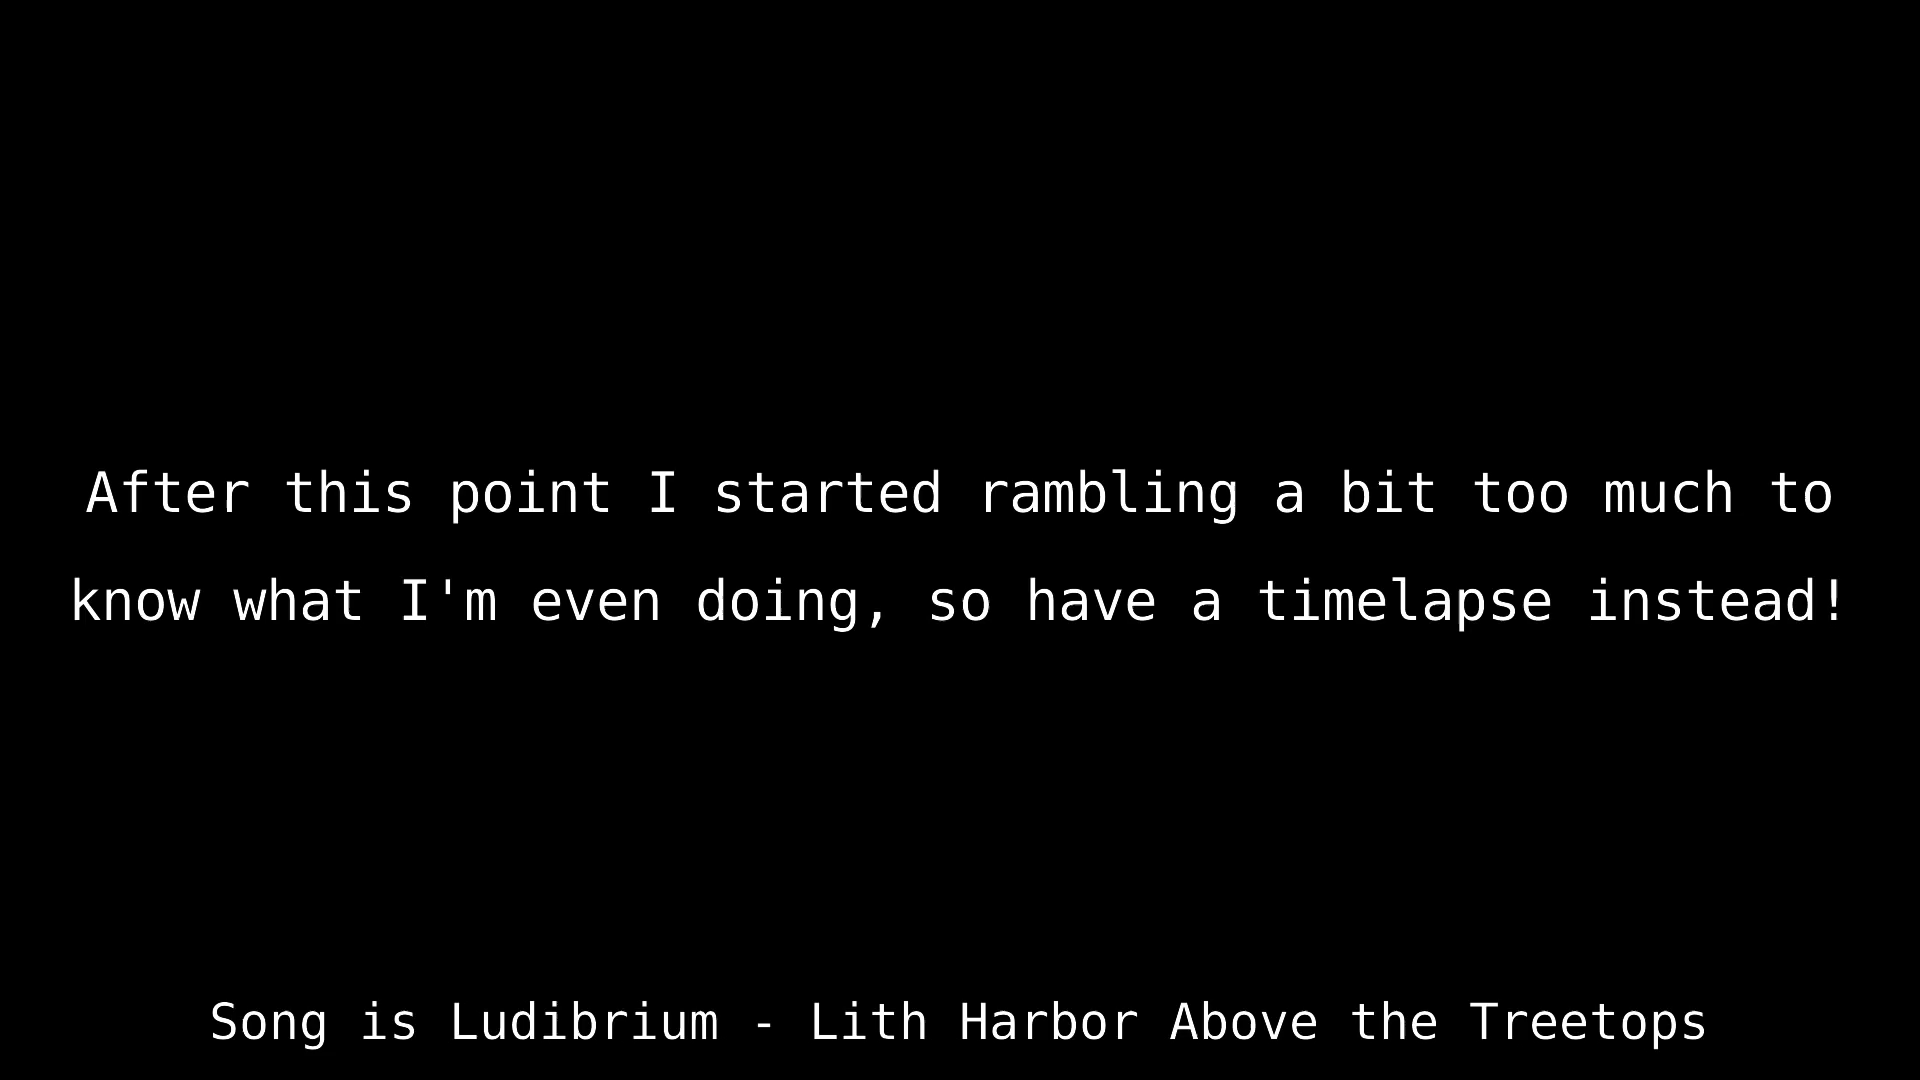 After this point I started rambling a bit too much to
know what I'm even doing, so have a timelapse instead!
Song is Ludibrium - Lith Harbor Above the Treetops